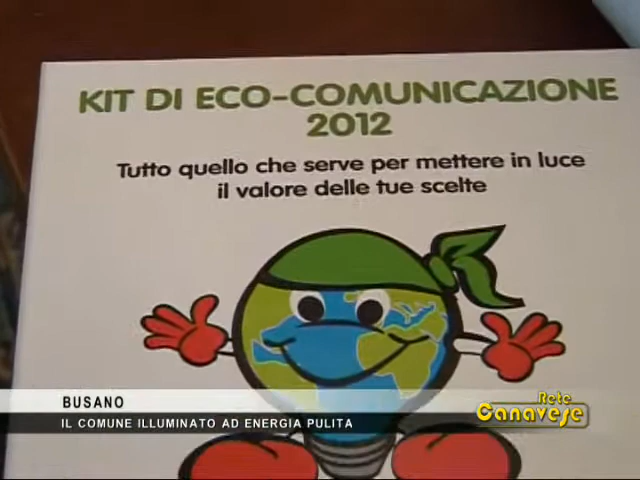 KIT DI ECO-COMUNICAZIONE
2012
Tutto quello che serve per mettere in luce
il valore delle tue scelte
BUSANO
IL COMUNE ILLUMINATO AD ENERGIA PULITA
Rete
Canavese